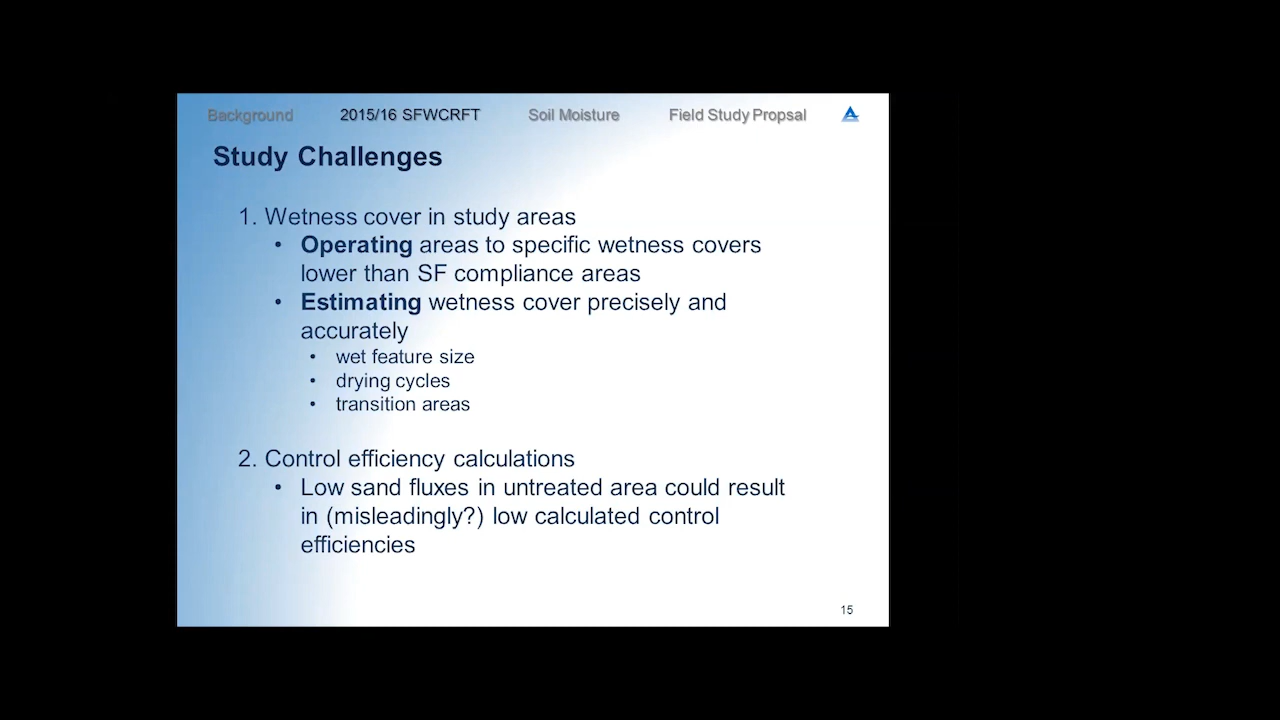 Background 2015/16 SFWCRFT Soil Moisture Field Study Propsal
Study Challenges
1. Wetness cover in study areas
• Operating areas to specific wetness covers
lower than SF compliance areas
• Estimating wetness cover precisely and
accurately
• wet feature size
• drying cycles
• transition areas
2. Control efficiency calculations
• Low sand fluxes in untreated area could result
in (misleadingly?) low calculated control
efficiencies
15